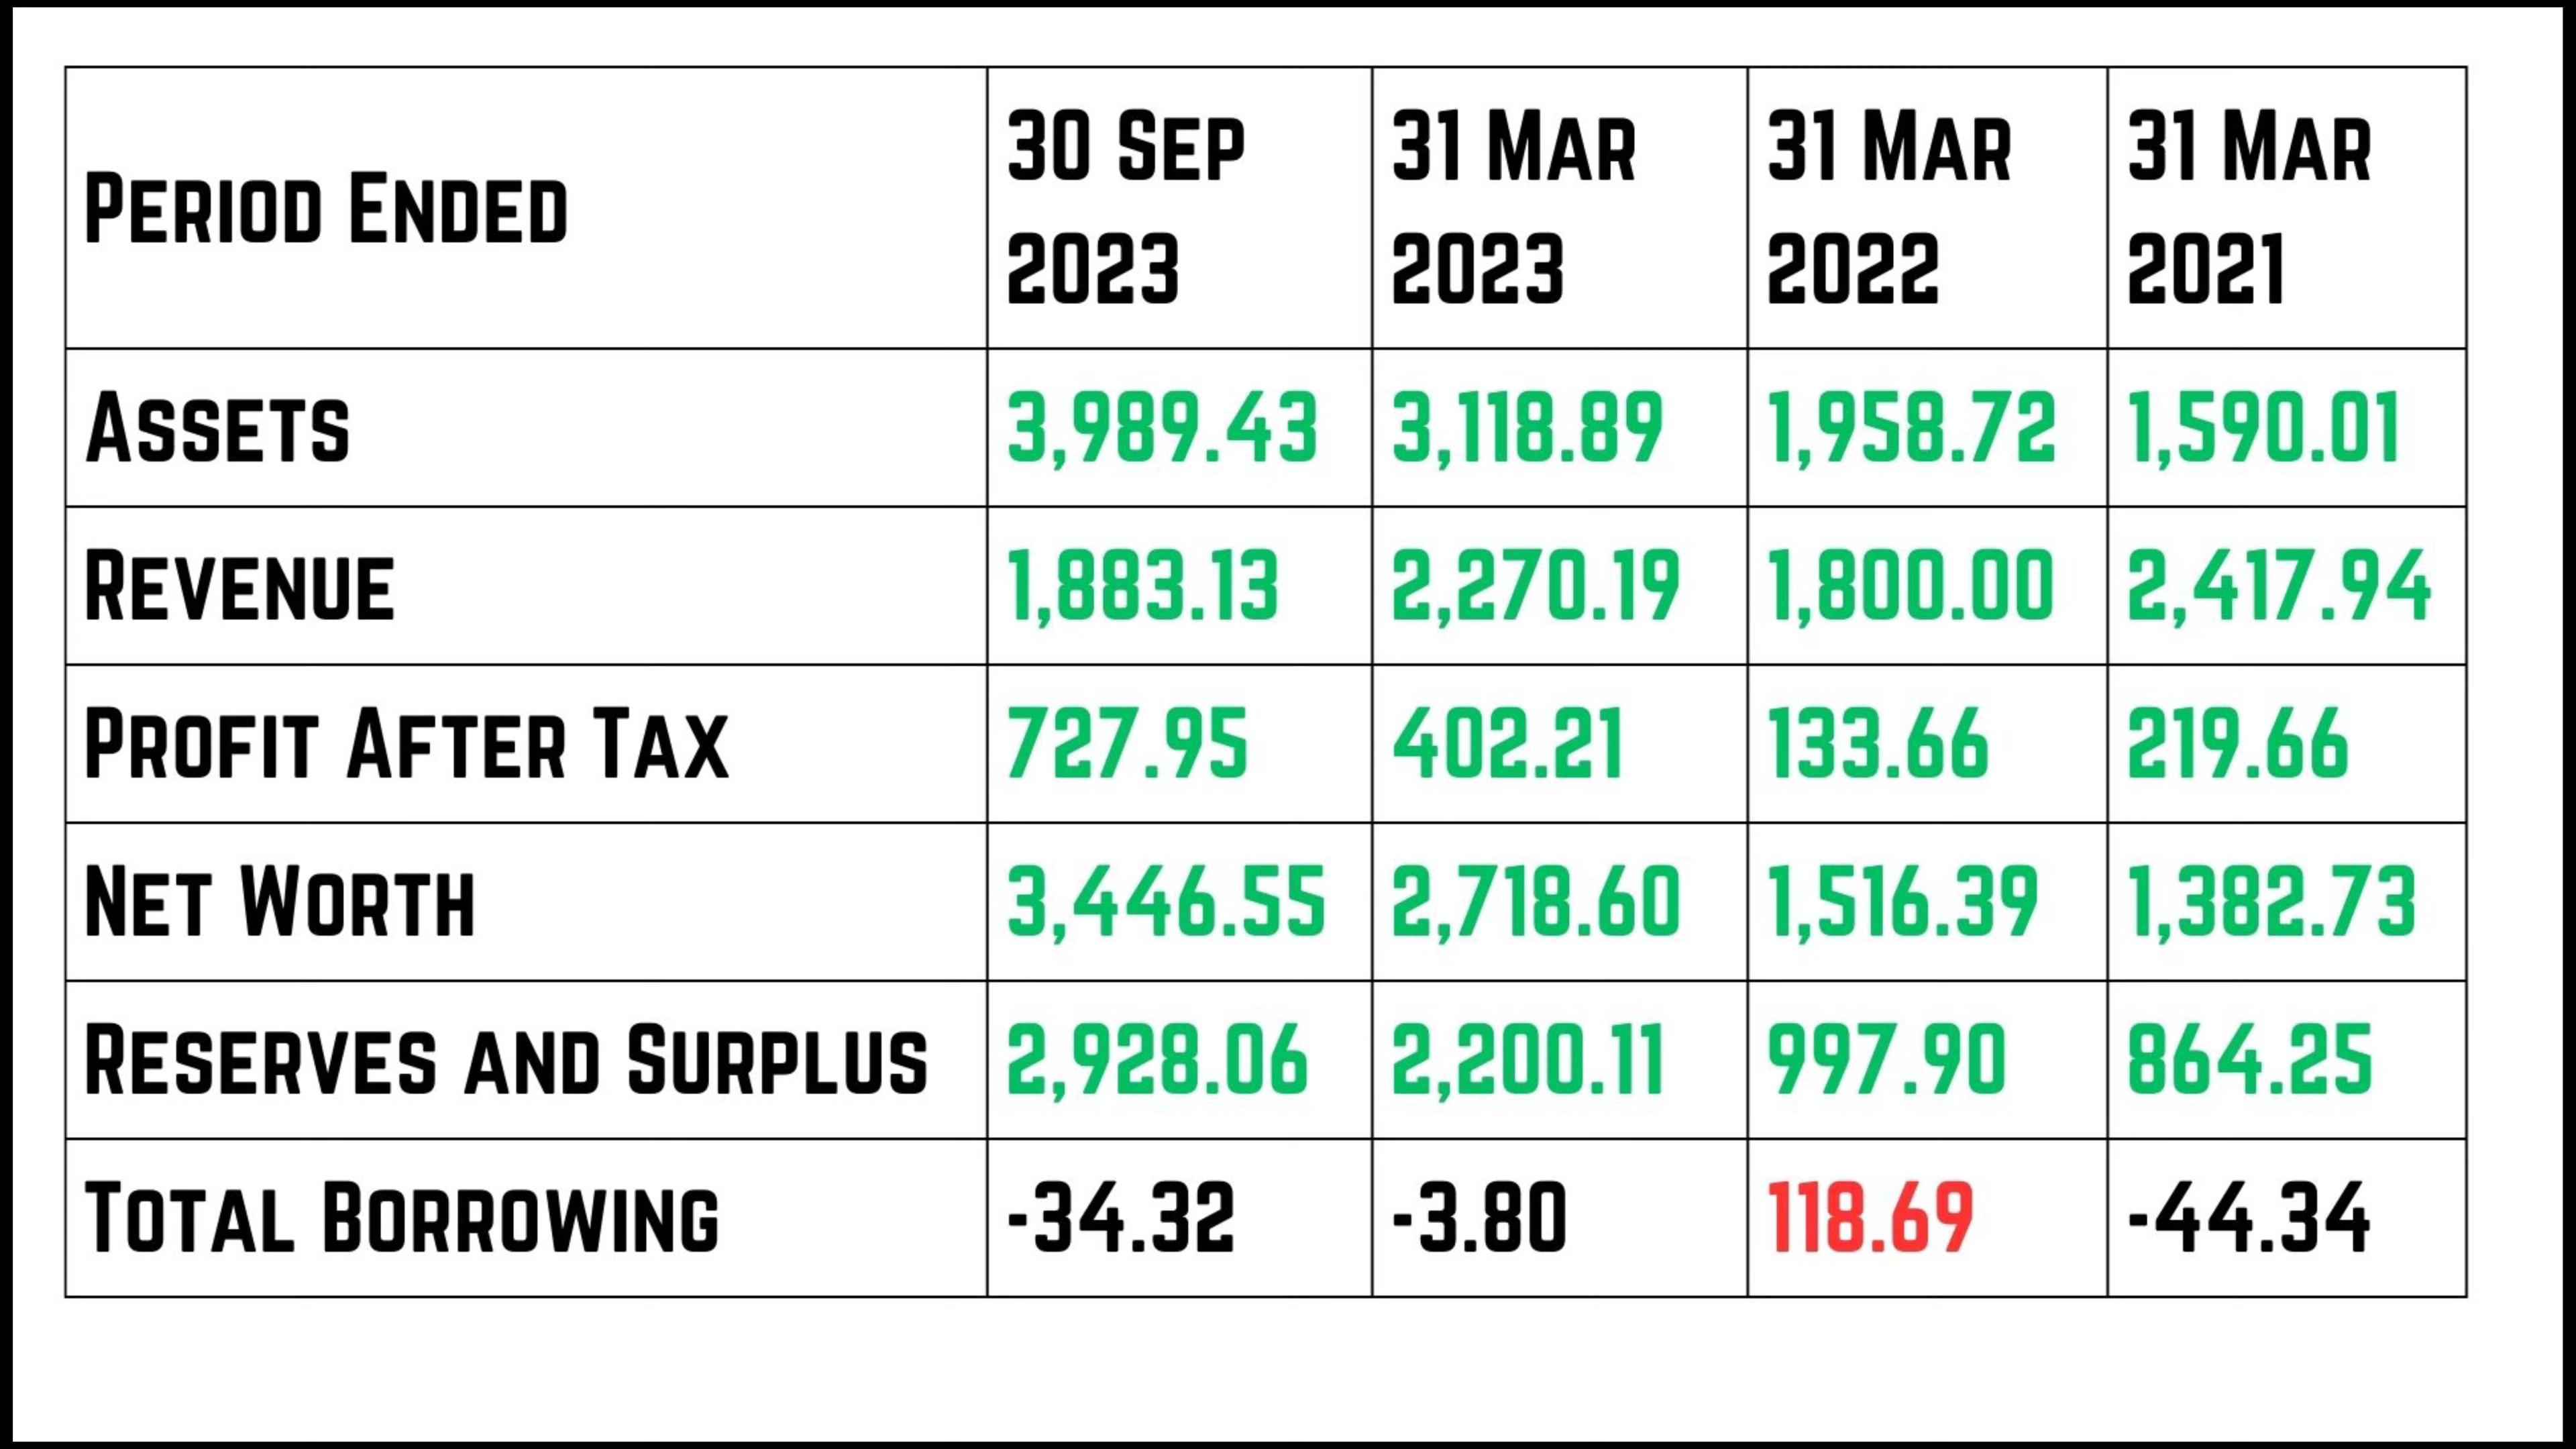 Period Ended 30 Sep 2023 31 Mar 2023 31 Mar 2022 31 Mar 2021
Assets 3,989.43 3,118.89 1,958.72 1,590.01
Revenue 1,883.13 2,270.19 1,800.00 2,417.94
Profit After Tax 727.95 402.21 133.66 219.66
Net Worth 3,446.55 2,718.60 1,516.39 1,382.73
Reserves and Surplus 2,928.06 2,200.11 997.90 864.25
Total Borrowing -34.32 -3.80 118.69 -44.34